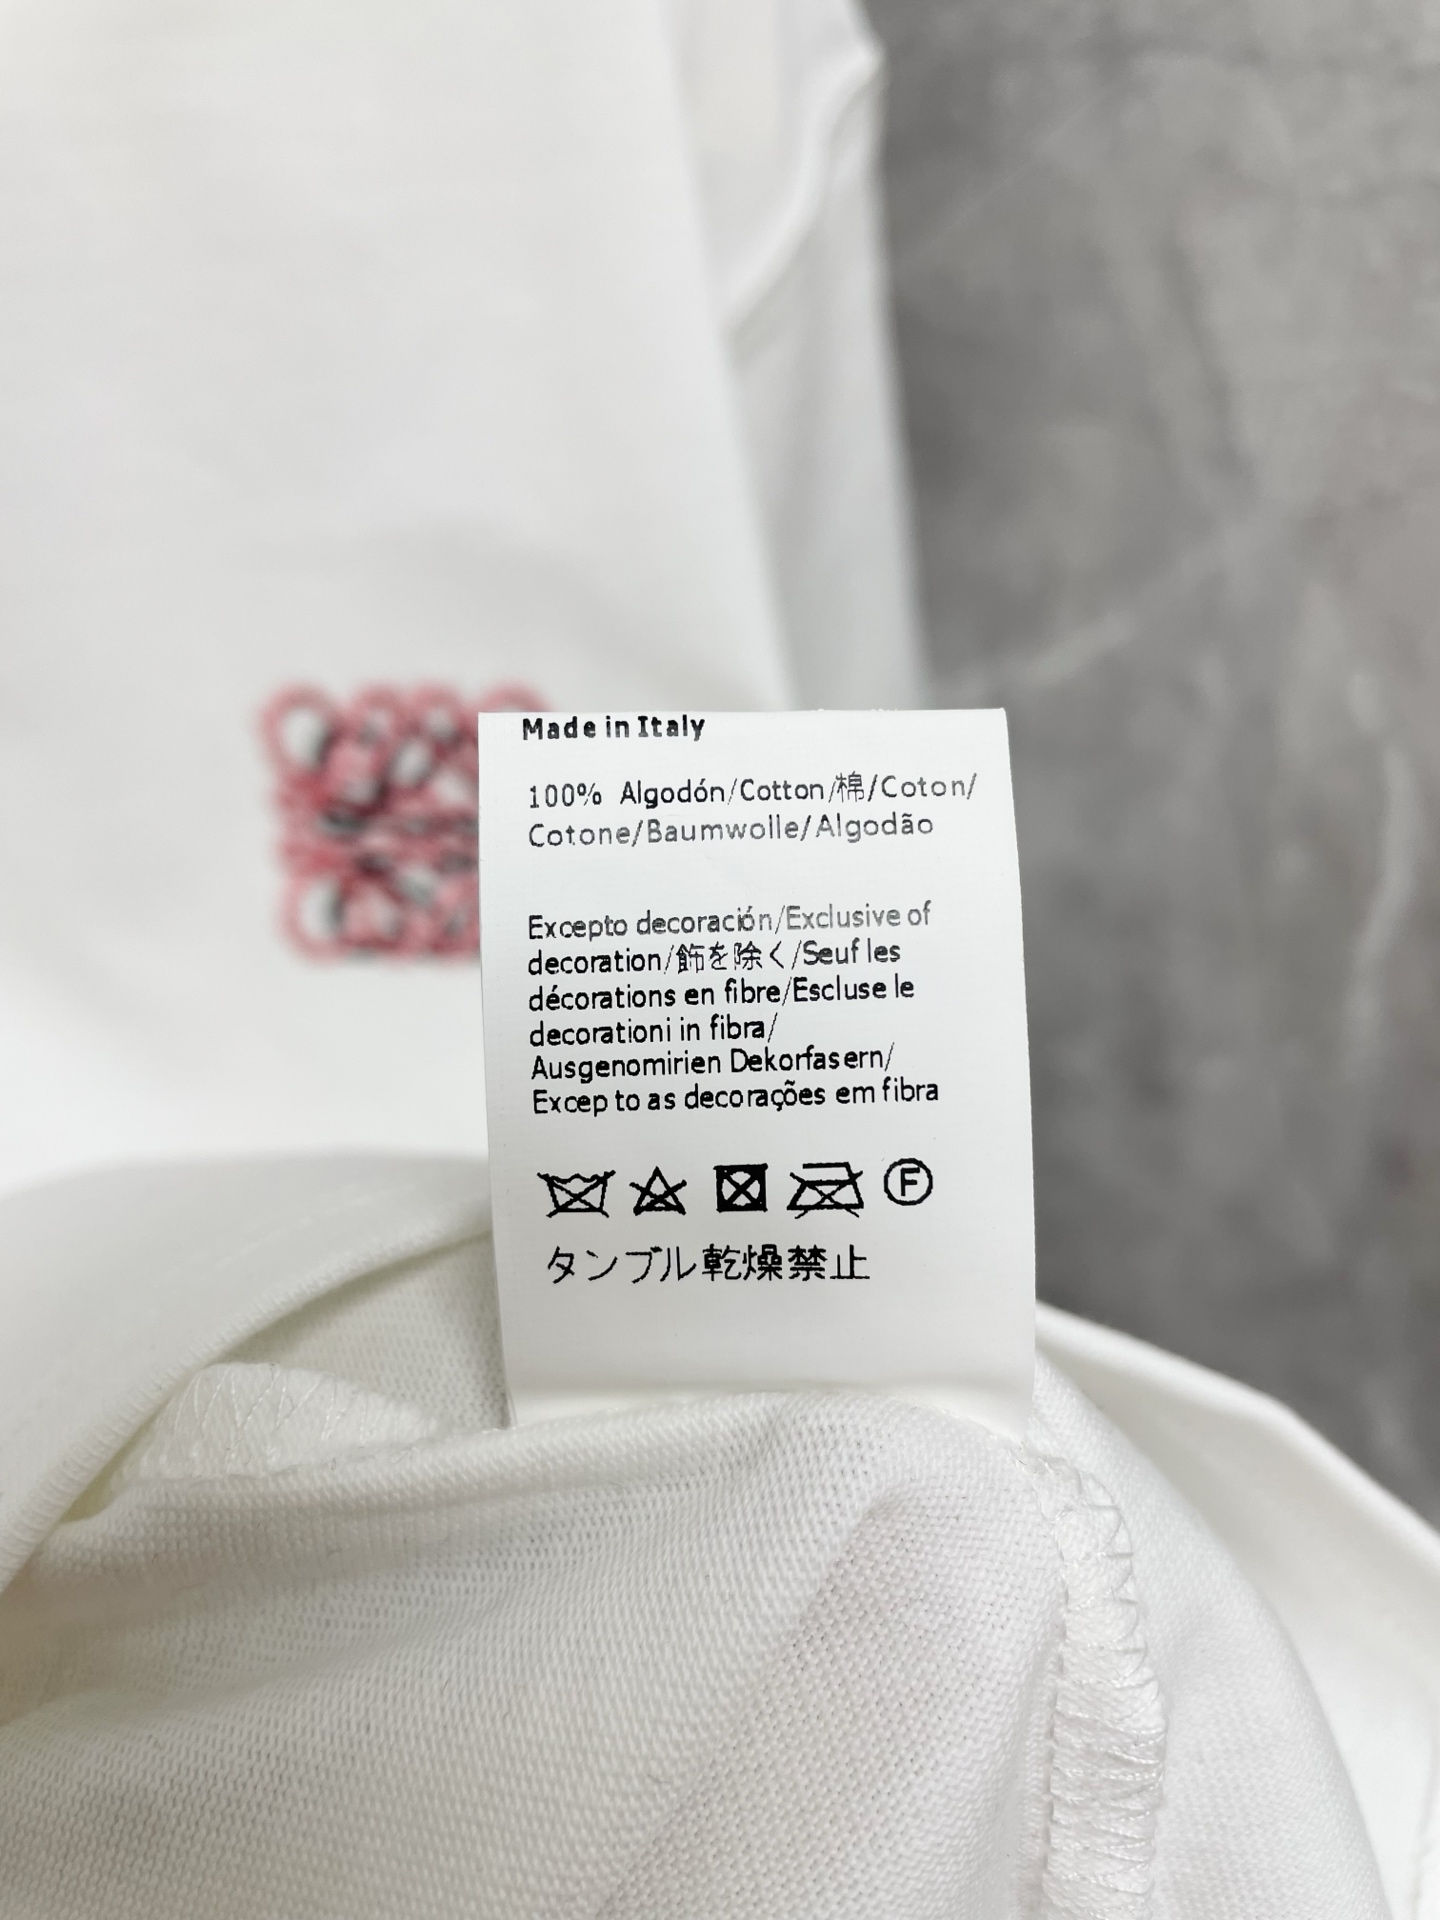 Made in Italy
100% Algodón/Cotton/棉/Coton/
Cotone/Baumwolle/Algodão
Excepto decoración/Exclusive of
decoration/飾を除く/Seuf les
décorations en fibre/Escluse le
decorationi in fibra/
Ausgenomirien Dekorfasern/
Excep to as decorações em fibra
F
タンブル乾燥禁止